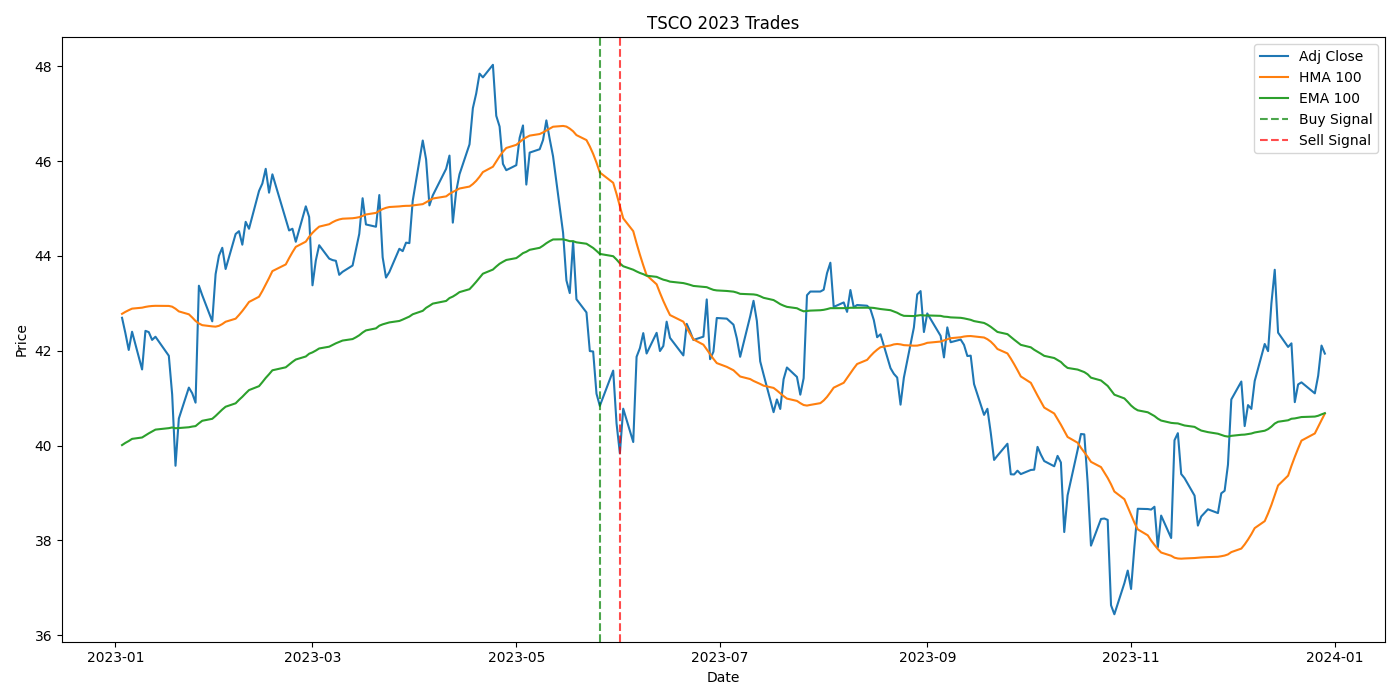 TSCO 2023 Trades
Adj Close
HMA 100
EMA 100
Buy Signal
Sell Signal
Price
48
46
44
42
40
38
36
2023-01
2023-03
2023-05
2023-07
2023-09
2023-11
2024-01
Date